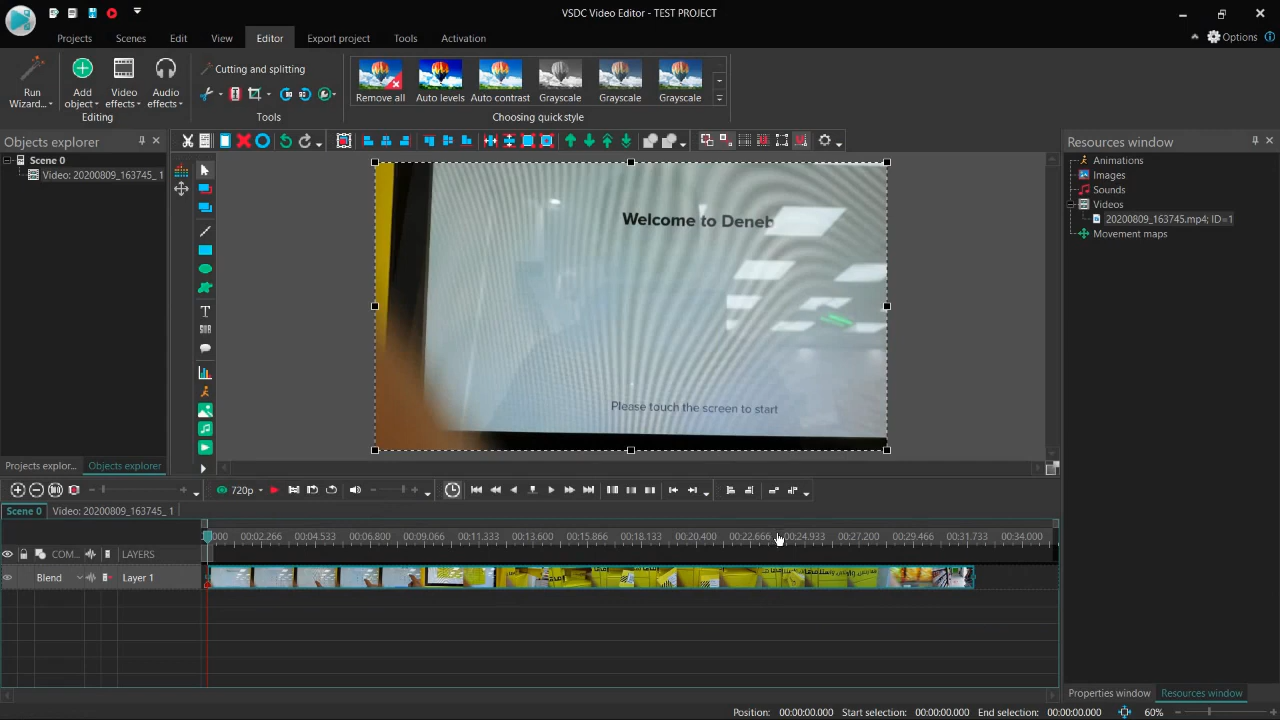 VSDC Video Editor - TEST PROJECT
Projects Scenes Edit View Editor Export project Tools Activation
Options
Run Wizard...
Add object
Video effects
Audio effects
Editing
Cutting and splitting
Tools
Remove all Auto levels Auto contrast Grayscale Grayscale Grayscale
Choosing quick style
Objects explorer
Scene 0
Video: 20200809_163745_1
Projects explor...
Objects explorer
Welcome to Deneb
Please touch the screen to start
Resources window
Animations
Images
Sounds
Videos
20200809_163745.mp4; ID=1
Movement maps
720p
Scene 0 Video: 20200809_163745_1
000 00:02.266 00:04.533 00:06.800 00:09.066 00:11.333 00:13.600 00:15.866 00:18.133 00:20.400 00:22.666 00:24.933 00:27.200 00:29.466 00:31.733 00:34.000
COM... LAYERS
Blend Layer 1
Properties window Resources window
Position: 00:00:00.000 Start selection: 00:00:00.000 End selection: 00:00:00.000 60%